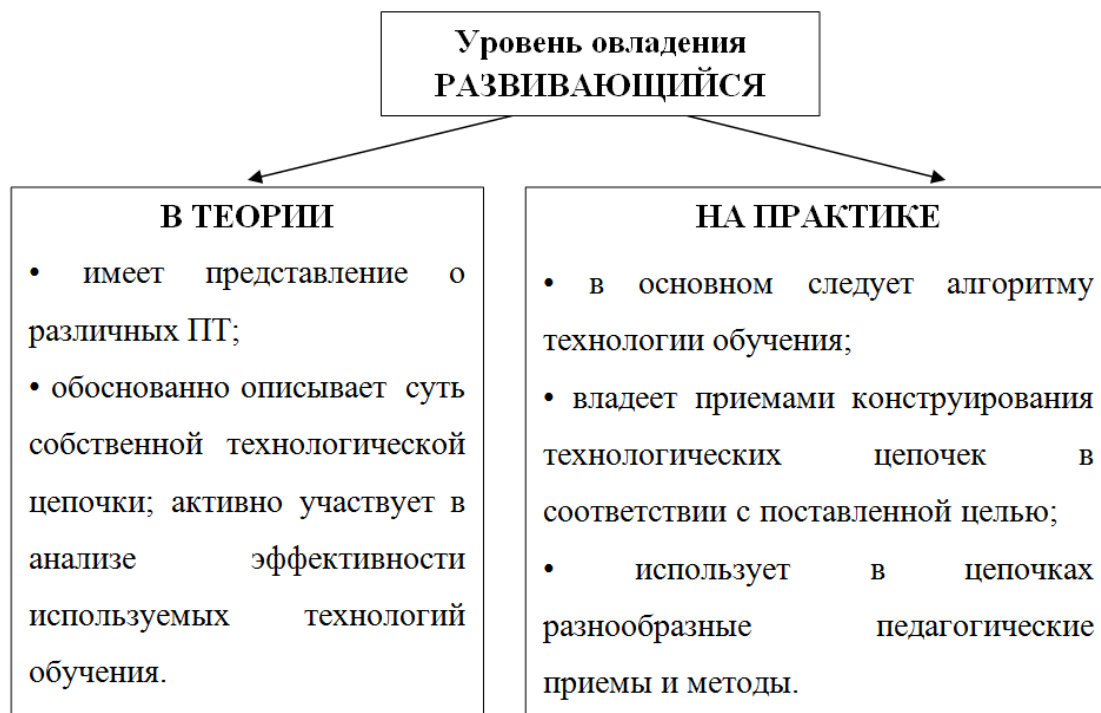 Уровень овладения
РАЗВИВАЮЩИЙСЯ
В ТЕОРИИ
• имеет представление о
различных ПТ;
• обоснованно описывает суть
собственной технологической
цепочки; активно участвует в
анализе эффективности
используемых технологий
обучения.
НА ПРАКТИКЕ
• в основном следует алгоритму
технологии обучения;
• владеет приемами конструирования
технологических цепочек в
соответствии с поставленной целью;
• использует в цепочках
разнообразные педагогические
приемы и методы.